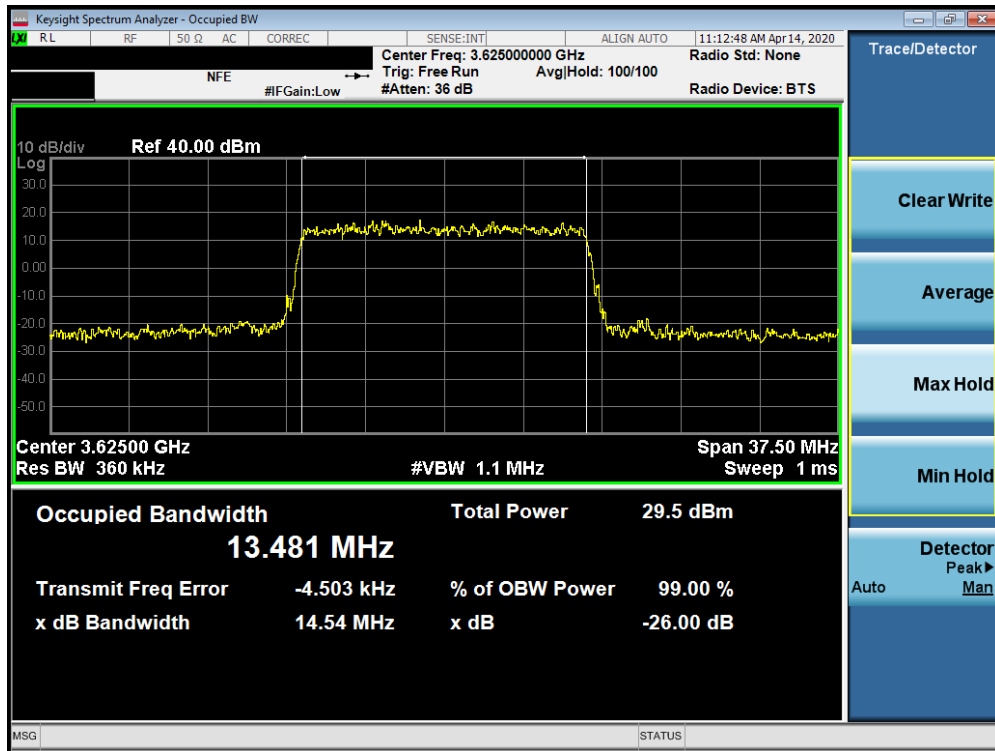 Keysight Spectrum Analyzer - Occupied BW
LXI RL RF 50 Ω AC CORREC SENSE:INT ALIGN AUTO 11:12:48 AM Apr 14, 2020
Center Freq: 3.625000000 GHz Radio Std: None
NFE Trig: Free Run Avg|Hold: 100/100
#IFGain:Low #Atten: 36 dB Radio Device: BTS
10 dB/div Ref 40.00 dBm
Log
30.0
20.0
10.0
0.00
-10.0
-20.0
-30.0
-40.0
-50.0
Center 3.62500 GHz Span 37.50 MHz
Res BW 360 kHz #VBW 1.1 MHz Sweep 1 ms
Occupied Bandwidth Total Power 29.5 dBm
13.481 MHz
Transmit Freq Error -4.503 kHz % of OBW Power 99.00 %
x dB Bandwidth 14.54 MHz x dB -26.00 dB
Trace/Detector
Clear Write
Average
Max Hold
Min Hold
Detector
Peak▶
Auto Man
MSG STATUS